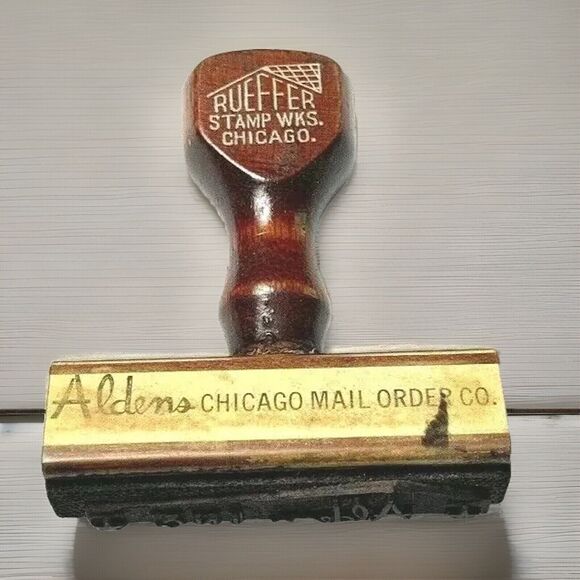 RUEFFER
STAMP WKS.
CHICAGO.
Aldens CHICAGO MAIL ORDER CO.